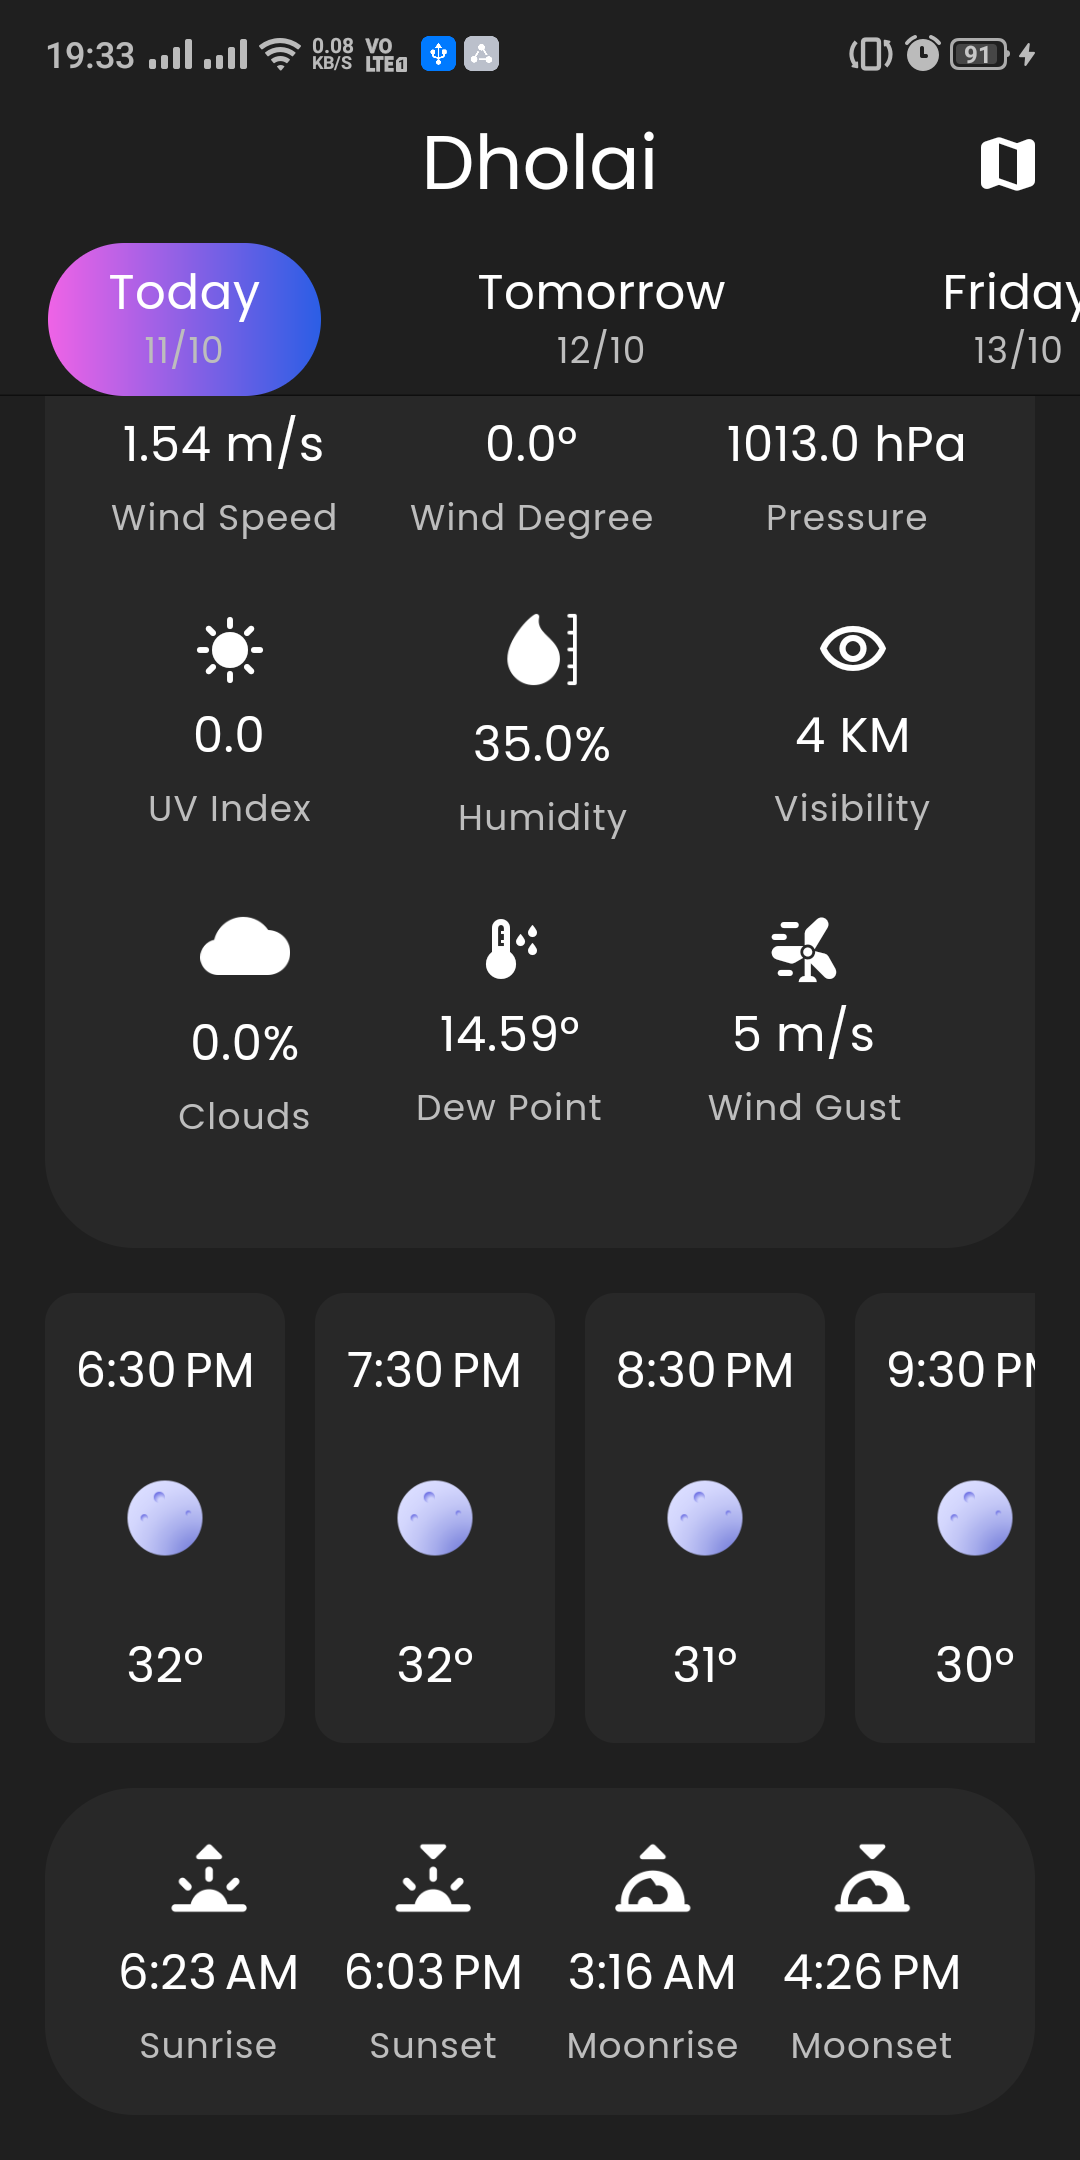 19:33 0.08 KB/S VO LTE 1 91
Dholai
Today Tomorrow Friday
11/10 12/10 13/10
1.54 m/s 0.0° 1013.0 hPa
Wind Speed Wind Degree Pressure
0.0 35.0% 4 KM
UV Index Humidity Visibility
0.0% 14.59° 5 m/s
Clouds Dew Point Wind Gust
6:30 PM 7:30 PM 8:30 PM 9:30 PM
32° 32° 31° 30°
6:23 AM 6:03 PM 3:16 AM 4:26 PM
Sunrise Sunset Moonrise Moonset